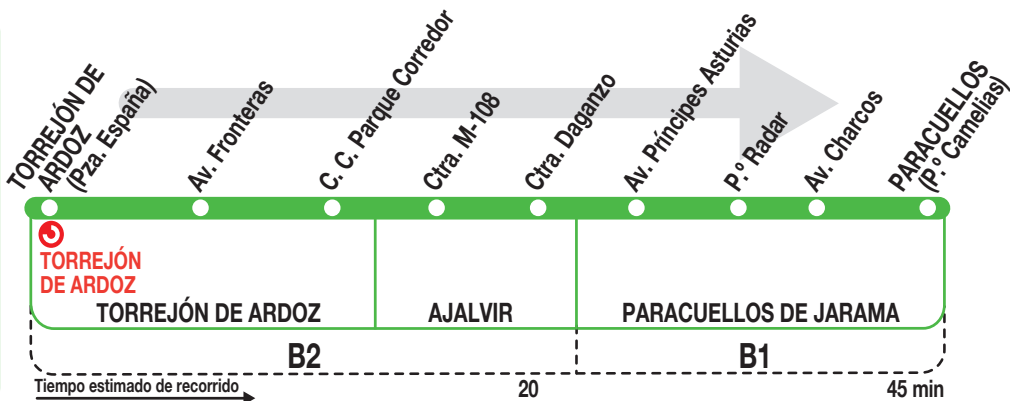 TORREJÓN DE
ARDOZ
(Pza. España)
Av. Fronteras
C. C. Parque Corredor
Ctra. M-108
Ctra. Daganzo
Av. Príncipes Asturias
P.º Radar
Av. Charcos
PARACUELLOS
(P.º Camelias)
TORREJÓN
DE ARDOZ
TORREJÓN DE ARDOZ
AJALVIR
PARACUELLOS DE JARAMA
B2
B1
Tiempo estimado de recorrido
20
45 min